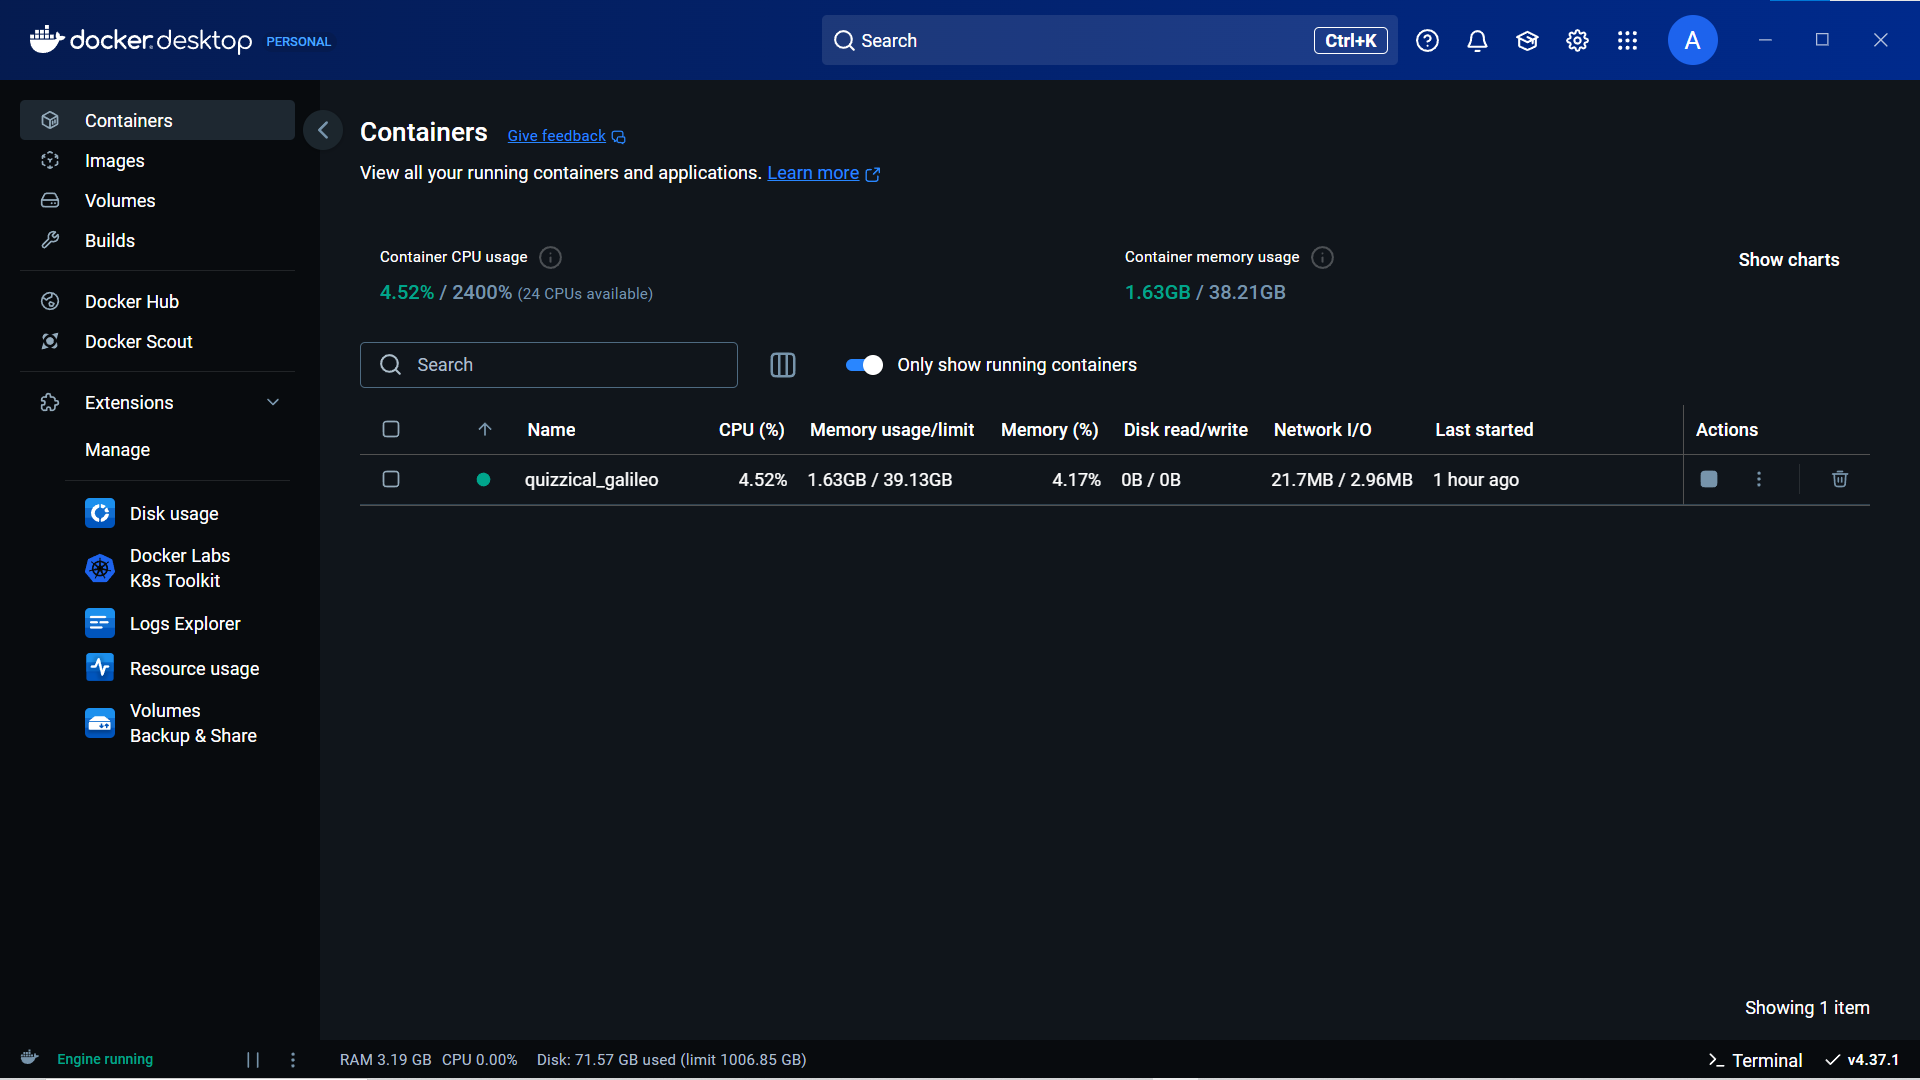 docker.desktop PERSONAL
Search Ctrl+K
A
Containers
Images
Volumes
Builds
Docker Hub
Docker Scout
Extensions
Manage
Disk usage
Docker Labs
K8s Toolkit
Logs Explorer
Resource usage
Volumes
Backup & Share
Containers Give feedback
View all your running containers and applications. Learn more
Container CPU usage
4.52% / 2400% (24 CPUs available)
Container memory usage
1.63GB / 38.21GB
Show charts
Search
Only show running containers
Name CPU (%) Memory usage/limit Memory (%) Disk read/write Network I/O Last started Actions
quizzical_galileo 4.52% 1.63GB / 39.13GB 4.17% 0B / 0B 21.7MB / 2.96MB 1 hour ago
Showing 1 item
Engine running RAM 3.19 GB CPU 0.00% Disk: 71.57 GB used (limit 1006.85 GB) Terminal v4.37.1